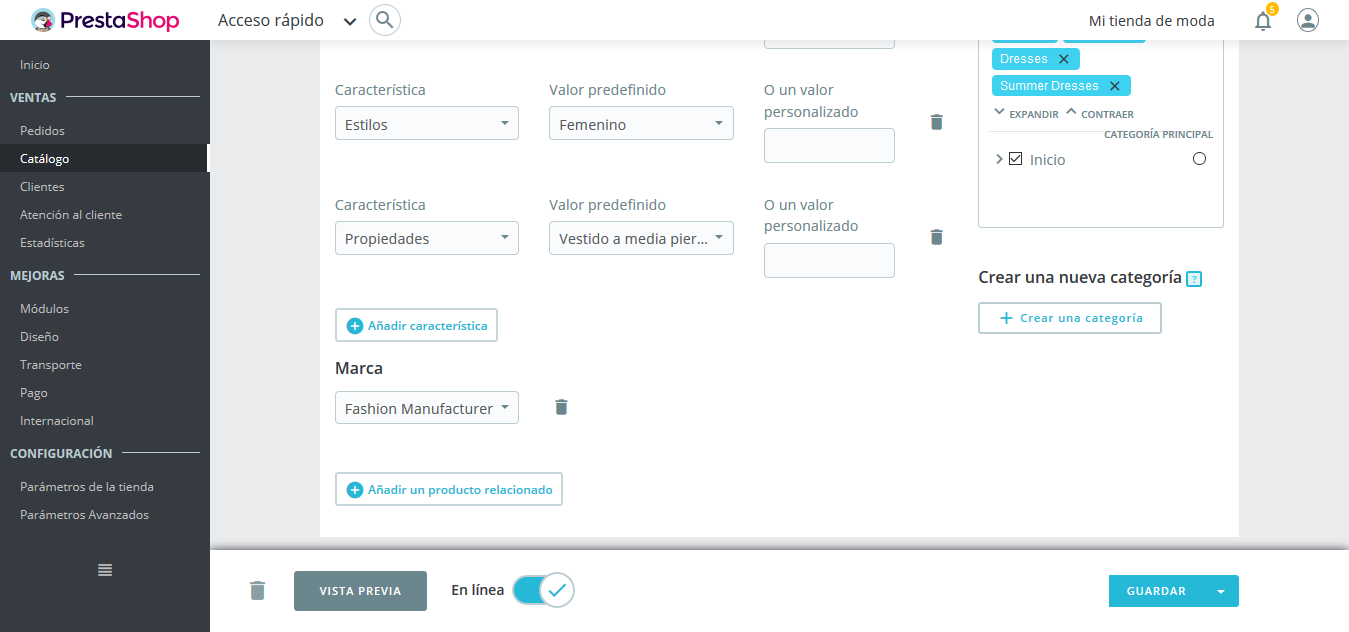 PrestaShop
Acceso rápido
Mi tienda de moda
5
Inicio
VENTAS
Pedidos
Catálogo
Clientes
Atención al cliente
Estadísticas
MEJORAS
Módulos
Diseño
Transporte
Pago
Internacional
CONFIGURACIÓN
Parámetros de la tienda
Parámetros Avanzados
Característica
Valor predefinido
O un valor
personalizado
Estilos
Femenino
Característica
Valor predefinido
O un valor
personalizado
Propiedades
Vestido a media pier...
Añadir característica
Marca
Fashion Manufacturer
Añadir un producto relacionado
Dresses
Summer Dresses
EXPANDIR CONTRAER
CATEGORÍA PRINCIPAL
Inicio
Crear una nueva categoría ?
Crear una categoría
VISTA PREVIA
En línea
GUARDAR